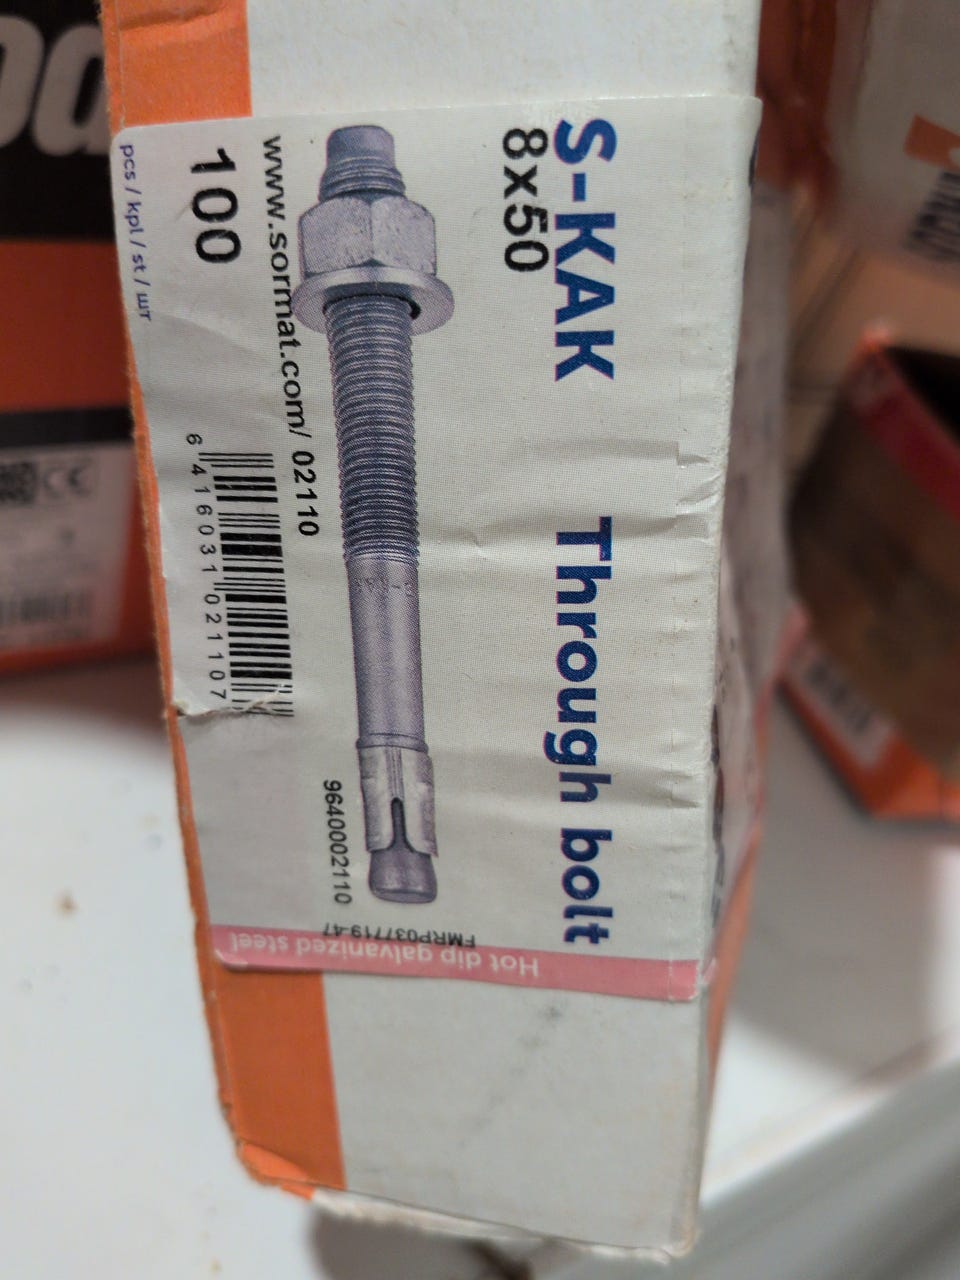 S-KAK Through bolt
8x50
www.sormat.com/ 02110
100
pcs / kpl / st / шт
6 416031 021107
9640002110
FMRP037719-47
Hot dip galvanized steel
CE